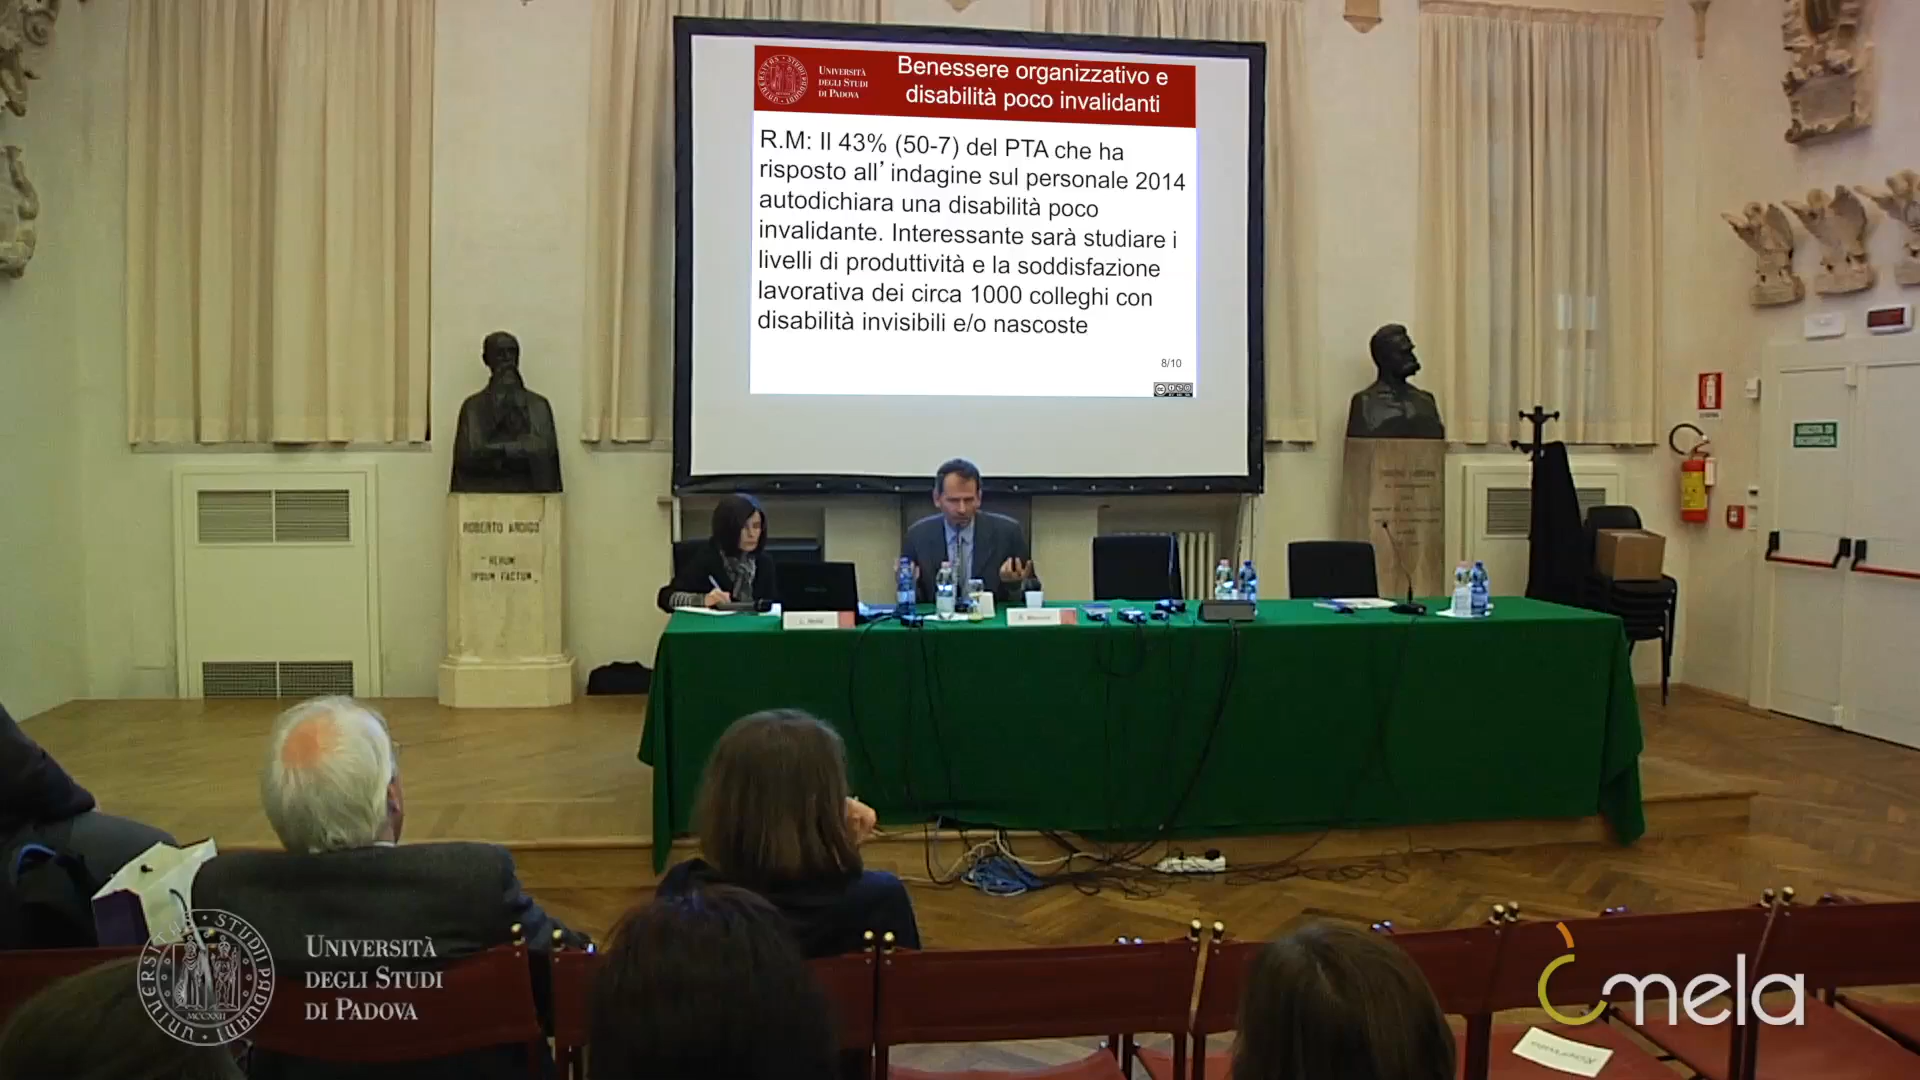 UNIVERSITÀ
DEGLI STUDI
DI PADOVA
Benessere organizzativo e
disabilità poco invalidanti
R.M: Il 43% (50-7) del PTA che ha
risposto all’ indagine sul personale 2014
autodichiara una disabilità poco
invalidante. Interessante sarà studiare i
livelli di produttività e la soddisfazione
lavorativa dei circa 1000 colleghi con
disabilità invisibili e/o nascoste
8/10
ROBERTO ARDIGÒ
RERUM
IPSUM FACTUM
UNIVERSITÀ
DEGLI STUDI
DI PADOVA
MCCXXII
mela